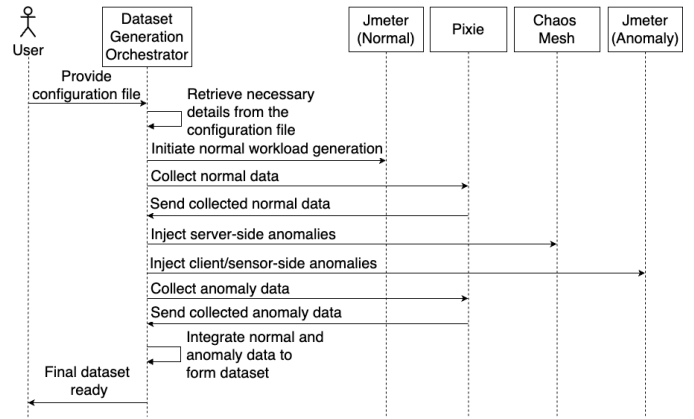 User
Dataset
Generation
Orchestrator
Jmeter
(Normal)
Pixie
Chaos
Mesh
Jmeter
(Anomaly)
Provide
configuration file
Retrieve necessary
details from the
configuration file
Initiate normal workload generation
Collect normal data
Send collected normal data
Inject server-side anomalies
Inject client/sensor-side anomalies
Collect anomaly data
Send collected anomaly data
Integrate normal and
anomaly data to
form dataset
Final dataset
ready